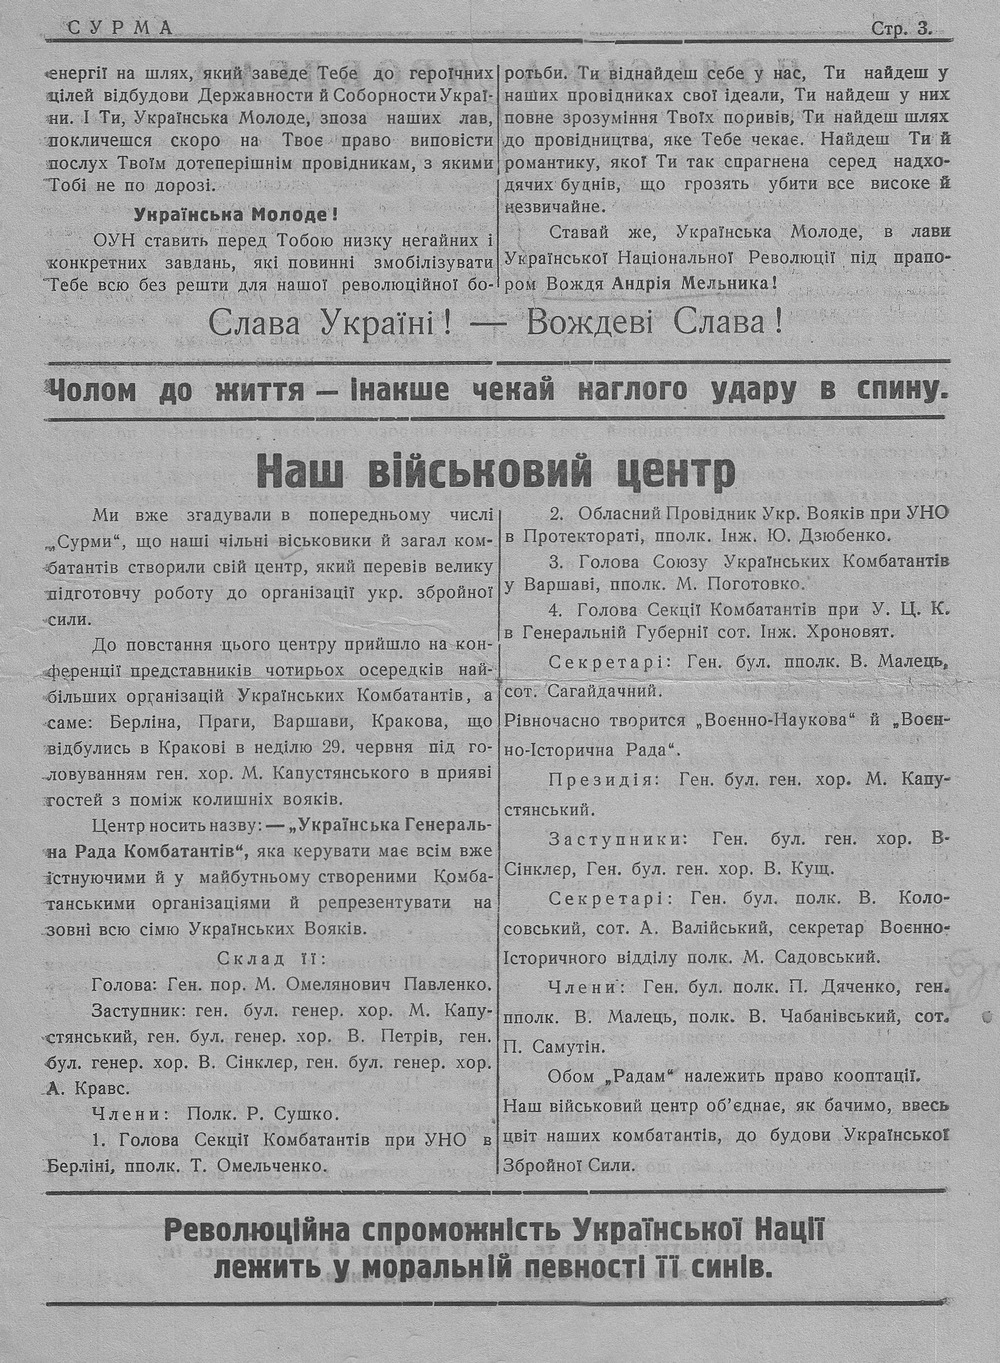 СУРМА Стр. 3.
енергії на шлях, який заведе Тебе до героїчних
цілей відбудови Державности й Соборности Украї-
ни. І Ти, Українська Молоде, зпоза наших лав,
покличешся скоро на Твоє право виповісти
послух Твоїм дотеперішнім провідникам, з якими
Тобі не по дорозі.
Українська Молоде!
ОУН ставить перед Тобою низку негайних і
конкретних завдань, які повинні змобілізувати
Тебе всю без решти для нашої революційної бо-
ротьби. Ти віднайдеш себе у нас, Ти найдеш у
наших провідниках свої ідеали, Ти найдеш у них
повне зрозуміння Твоїх поривів, Ти найдеш шлях
до провідництва, яке Тебе чекає. Найдеш Ти й
романтику, якої Ти так спрагнена серед надхо-
дячих буднів, що грозять убити все високе й
незвичайне.
Ставай же, Українська Молоде, в лави
Української Національної Революції під прапо-
ром Вождя Андрія Мельника!
Слава Україні! — Вождеві Слава!
Чолом до життя — інакше чекай наглого удару в спину.
Наш військовий центр
Ми вже згадували в попередньому числі
„Сурми“, що наші чільні віськовики й загал ком-
батантів створили свій центр, який перевів велику
підготовчу роботу до організації укр. збройної
сили.
До повстання цього центру прийшло на кон-
ференції представників чотирьох осередків най-
більших організацій Українських Комбатантів, а
саме: Берліна, Праги, Варшави, Кракова, що
відбулись в Кракові в неділю 29. червня під го-
ловуванням ген. хор. М. Капустянського в прияві
гостей з поміж колишніх вояків.
Центр носить назву: — „Українська Генераль-
на Рада Комбатантів“, яка керувати має всім вже
істнуючими й у майбутньому створеними Комба-
танськими організаціями й репрезентувати на
зовні всю сімю Українських Вояків.
Склад її:
Голова: Ген. пор. М. Омелянович Павленко.
Заступник: ген. бул. генер. хор. М. Капу-
стянський, ген. бул. генер. хор. В. Петрів, ген.
бул. генер. хор. В. Сінклєр, ген. бул. генер. хор.
А. Кравс.
Члени: Полк. Р. Сушко.
1. Голова Секції Комбатантів при УНО в
Берліні, пполк. Т. Омельченко.
2. Обласний Провідник Укр. Вояків при УНО
в Протектораті, пполк. Інж. Ю. Дзюбенко.
3. Голова Союзу Українських Комбатантів
у Варшаві, пполк. М. Поготовко.
4. Голова Секції Комбатантів при У. Ц. К.
в Генеральній Губернії сот. Інж. Хроновят.
Секретарі: Ген. бул. пполк. В. Малець,
сот. Сагайдачний.
Рівночасно творится „Воєнно-Наукова“ й „Воєн-
но-Історична Рада“.
Президія: Ген. бул. ген. хор. М. Капу-
стянський.
Заступники: Ген. бул. ген. хор. В-
Сінклєр, Ген. бул. ген. хор. В. Кущ.
Секретарі: Ген. бул. полк. В. Коло-
совський, сот. А. Валійський, секретар Воєнно-
Історичного відділу полк. М. Садовський.
Члени: Ген. бул. полк. П. Дяченко, ген.
пполк. В. Малець, полк. В. Чабанівський, сот.
П. Самутін.
Обом „Радам“ належить право кооптації.
Наш військовий центр об’єднає, як бачимо, ввесь
цвіт наших комбатантів, до будови Української
Збройної Сили.
Революційна спроможність Української Нації
лежить у моральній певності її синів.